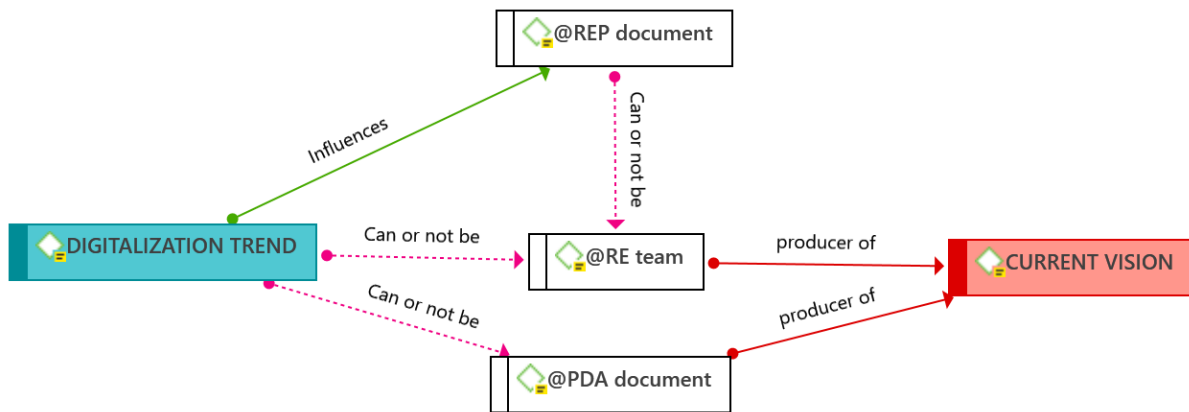 @REP document
Influences
Can or not be
DIGITALIZATION TREND
Can or not be
@RE team
producer of
CURRENT VISION
Can or not be
producer of
@PDA document